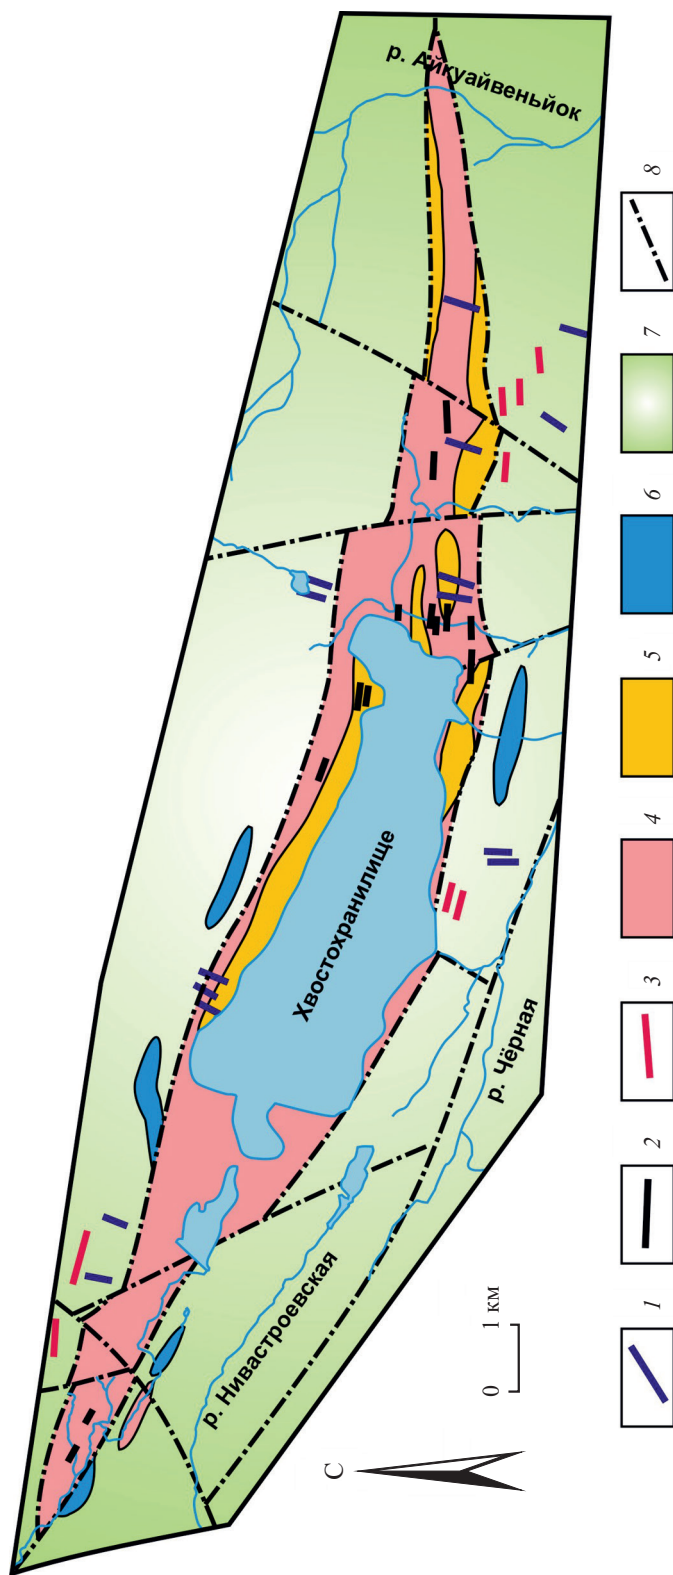 р. Айкуайвеньйок
Хвостохранилище
р. Чёрная
р. Нивастроевская
С
0 1 км
1 2 3 4 5 6 7 8